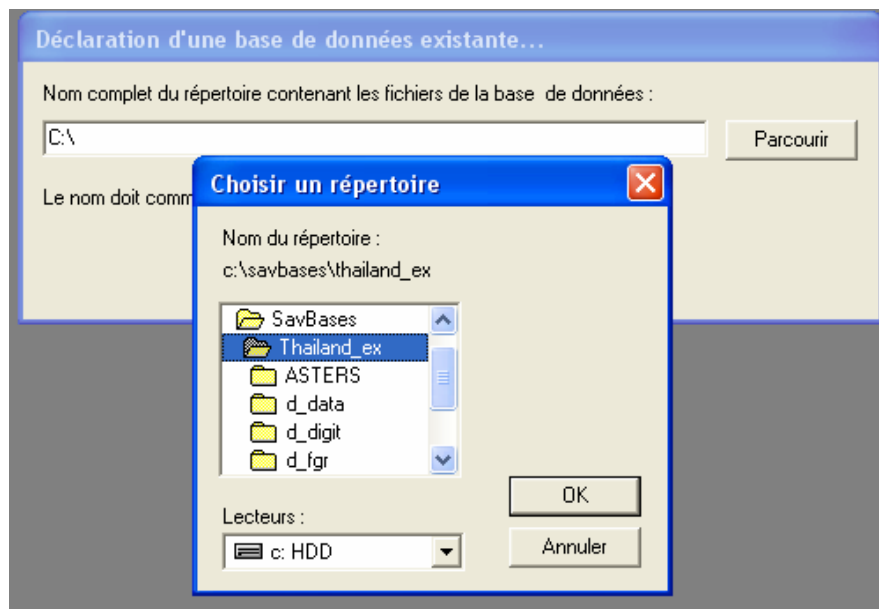 Déclaration d'une base de données existante...
Nom complet du répertoire contenant les fichiers de la base de données :
C:\
Parcourir
Le nom doit
Choisir un répertoire
Nom du répertoire :
c:\savbases\thailand_ex
SavBases
Thailand_ex
ASTERS
d_data
d_digit
d_fgr
OK
Lecteurs :
c: HDD
Annuler